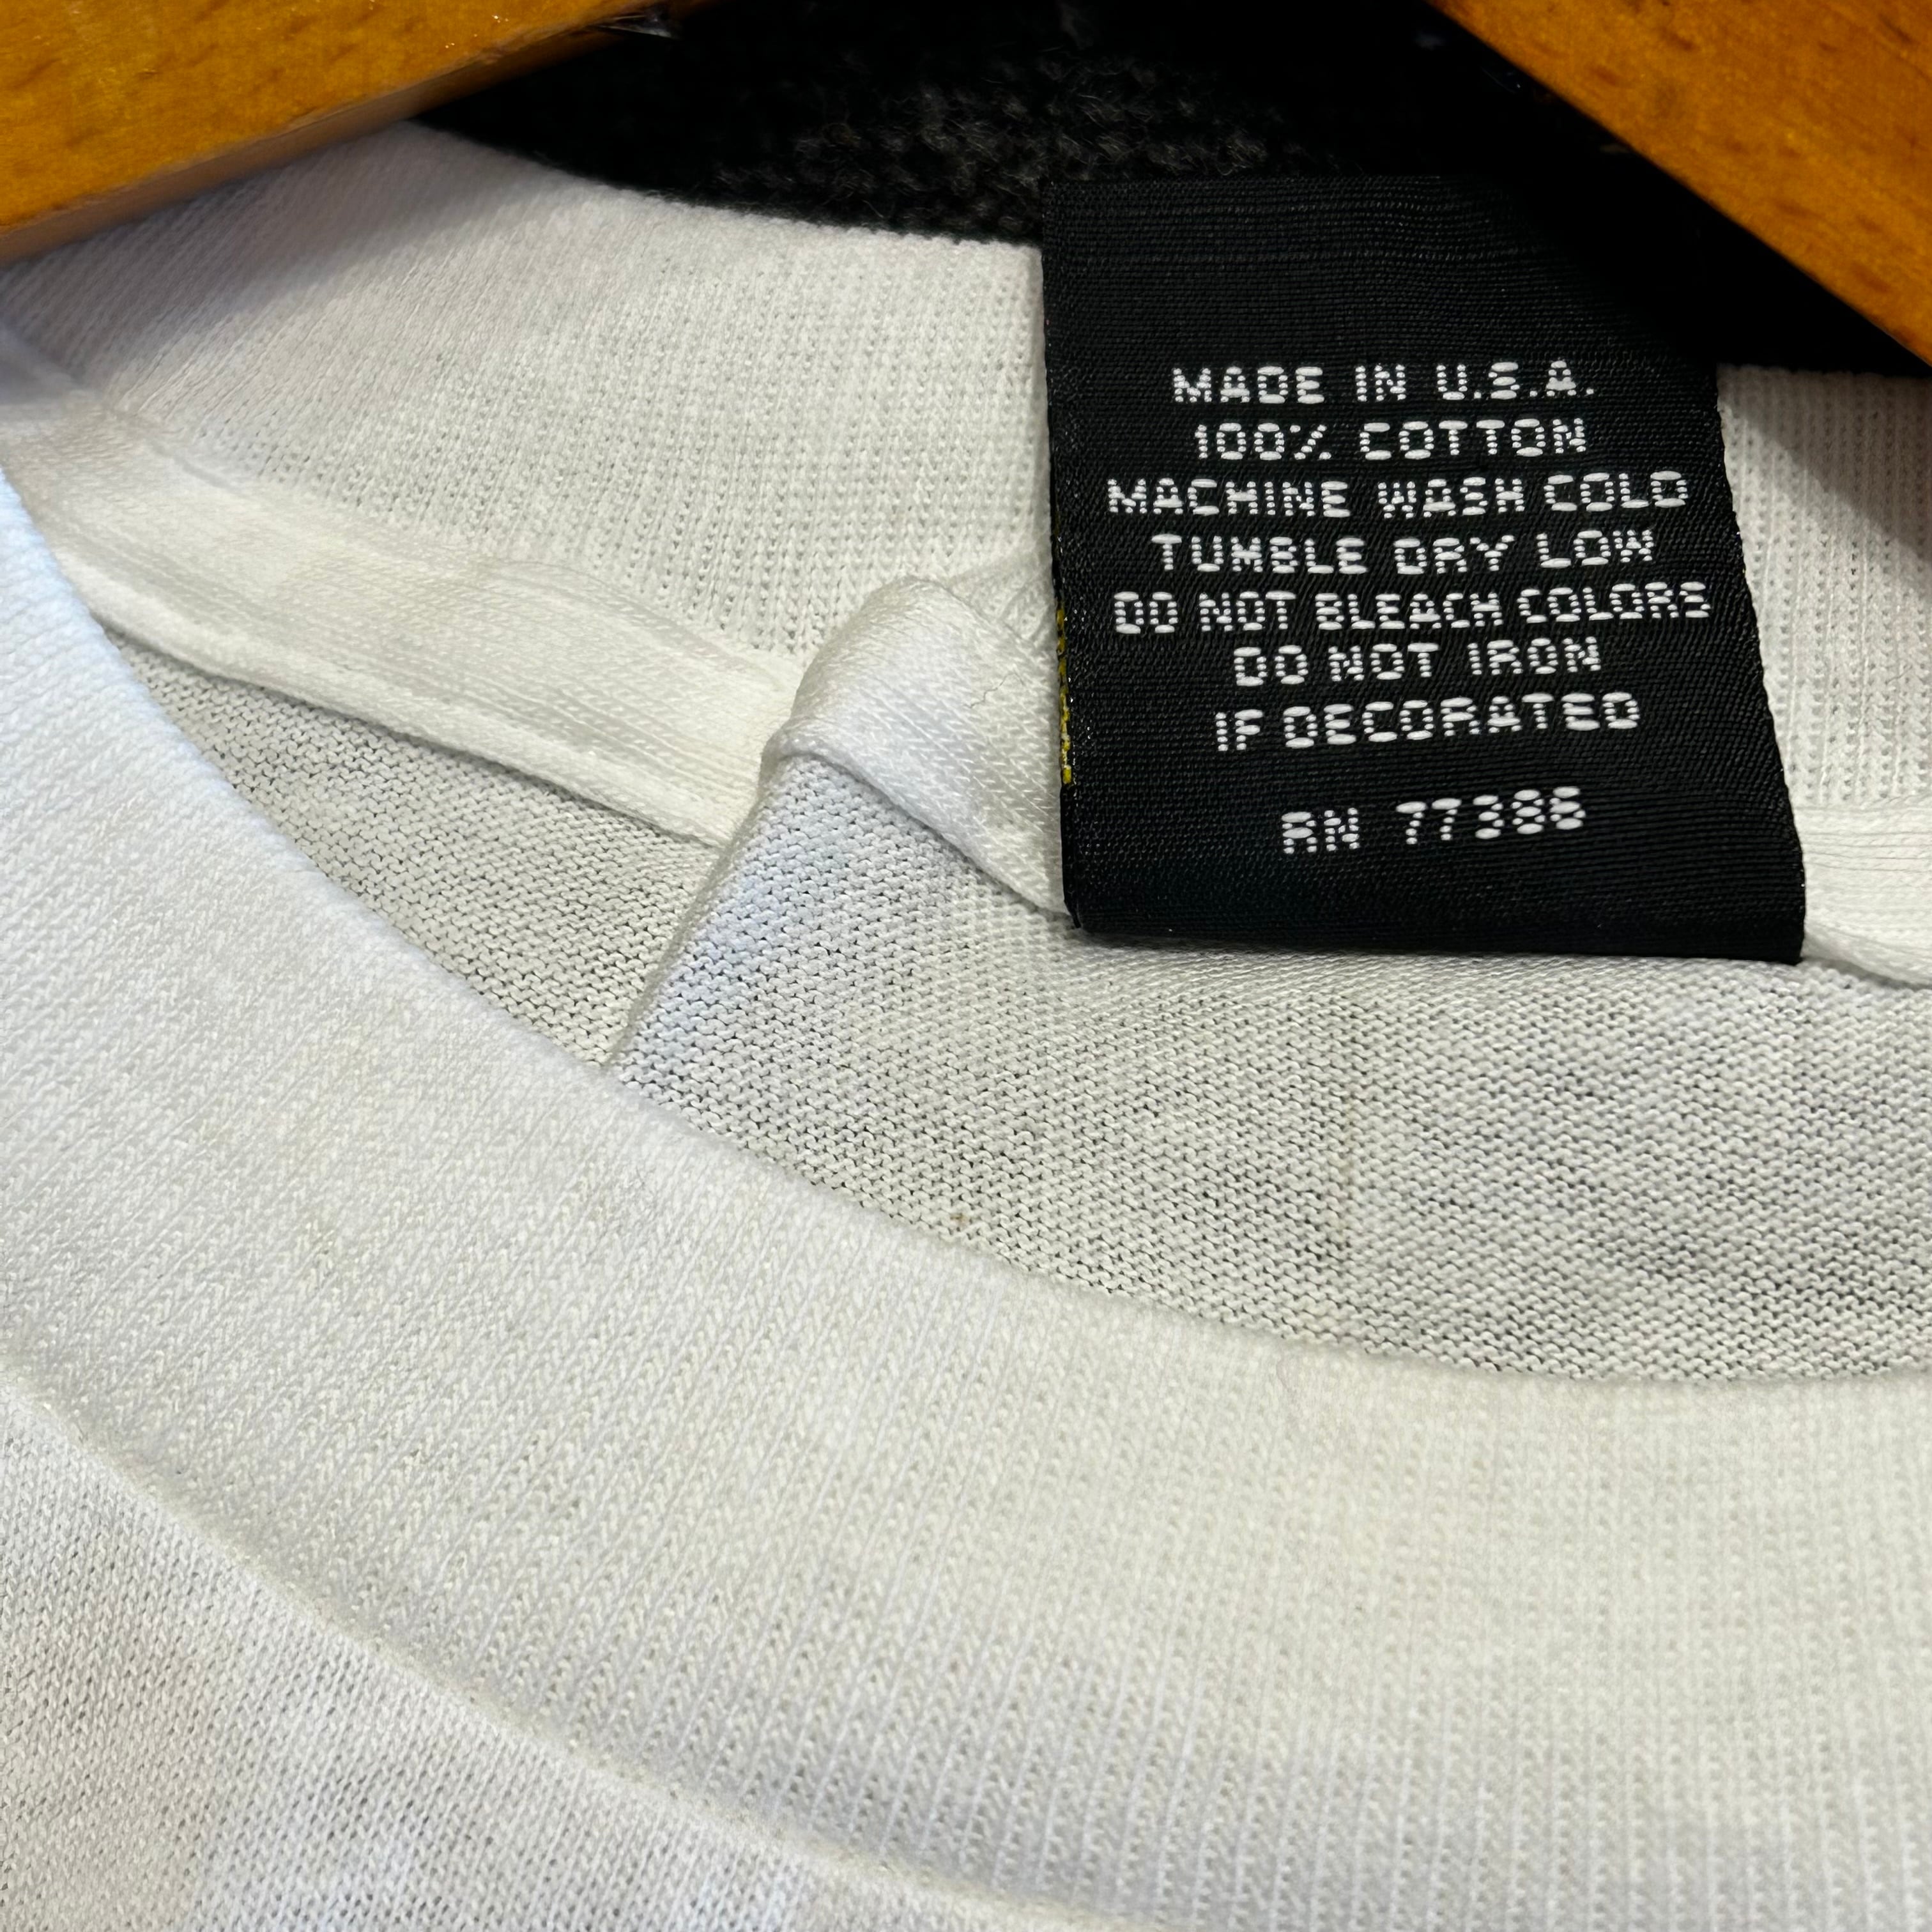 MADE IN U.S.A.
100% COTTON
MACHINE WASH COLD
TUMBLE DRY LOW
DO NOT BLEACH COLORS
DO NOT IRON
IF DECORATED
RN 77386